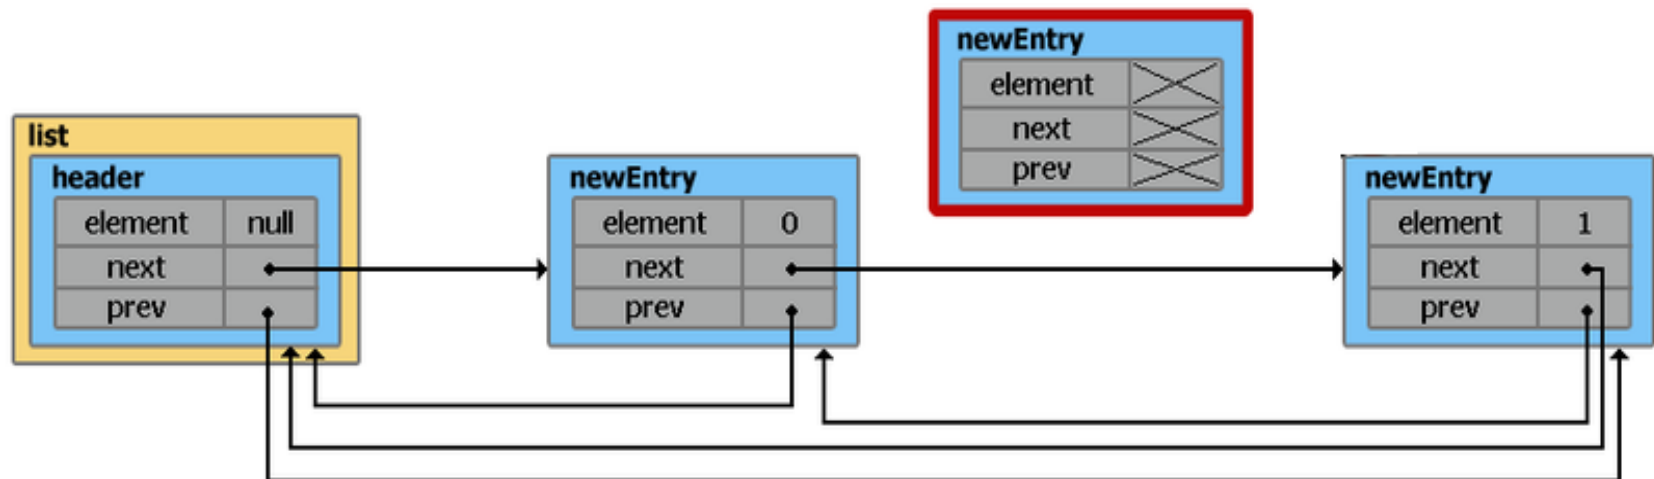 newEntry
element
next
prev
list
header
element null
next
prev
newEntry
element 0
next
prev
newEntry
element 1
next
prev